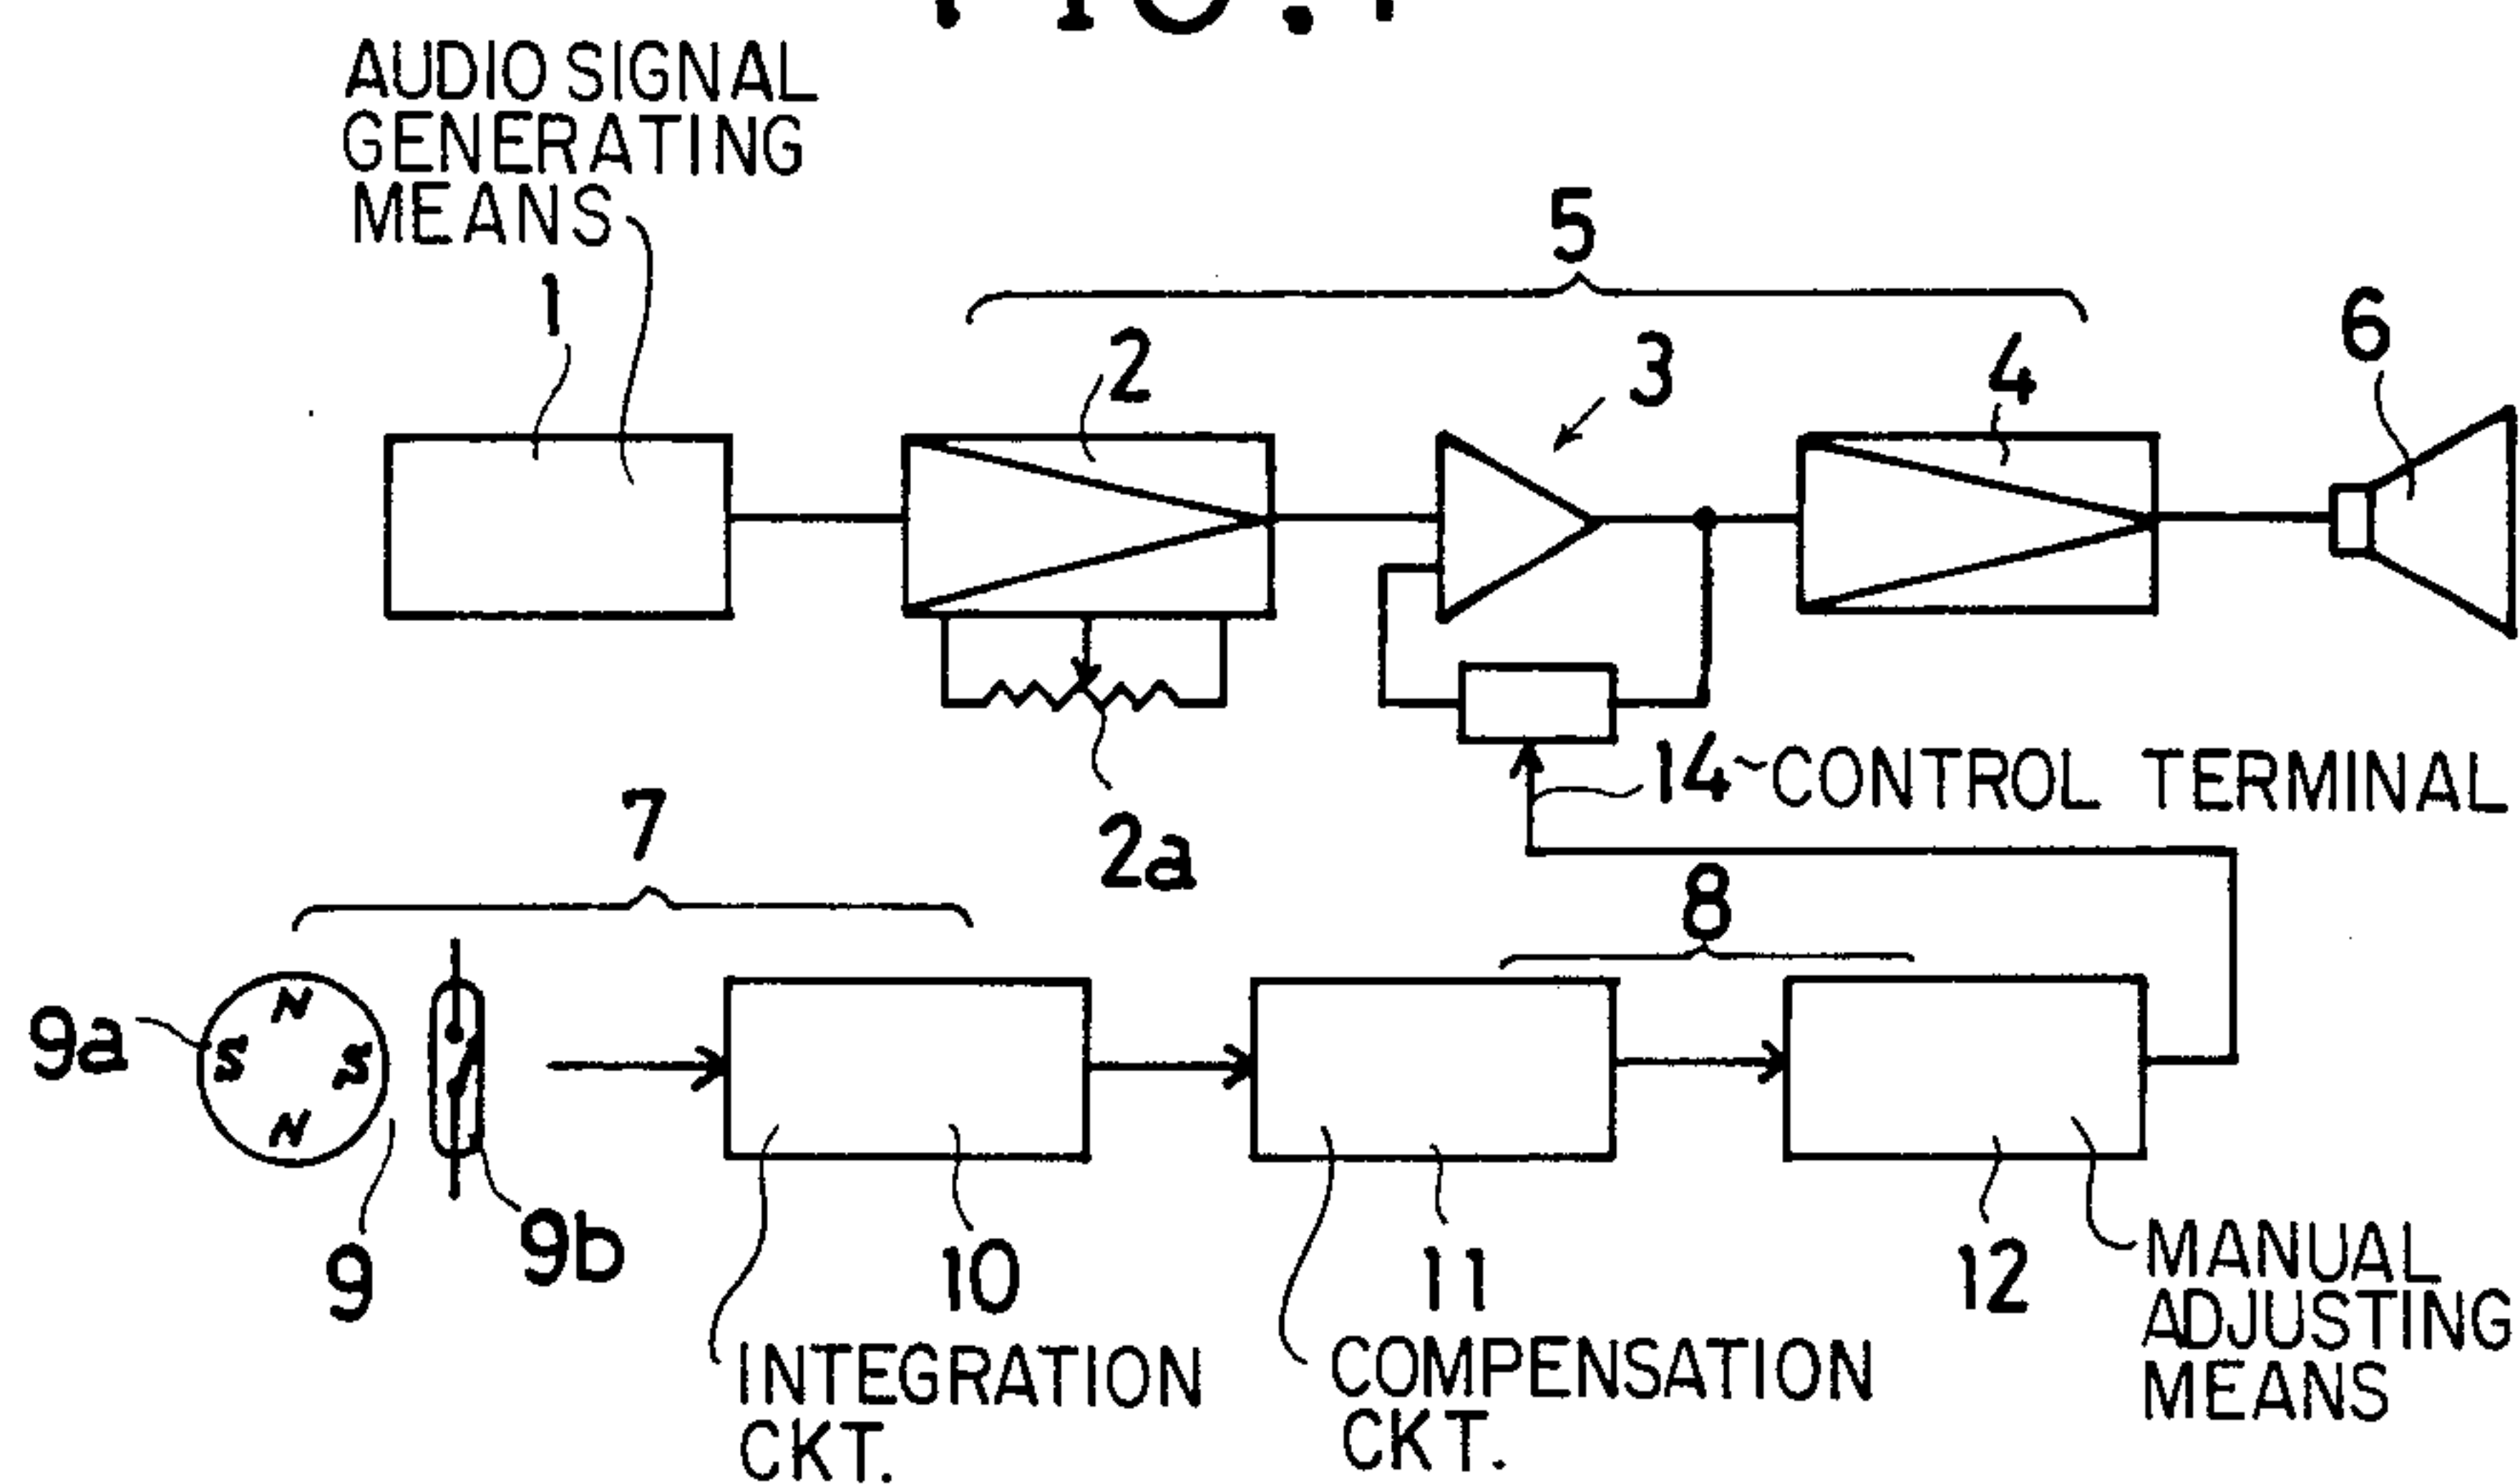 AUDIO SIGNAL
GENERATING
MEANS
1
5
2
3
4
6
2a
14~CONTROL TERMINAL
7
8
9a
N
S
S
N
9
9b
10
11
12
INTEGRATION
CKT.
COMPENSATION
CKT.
MANUAL
ADJUSTING
MEANS